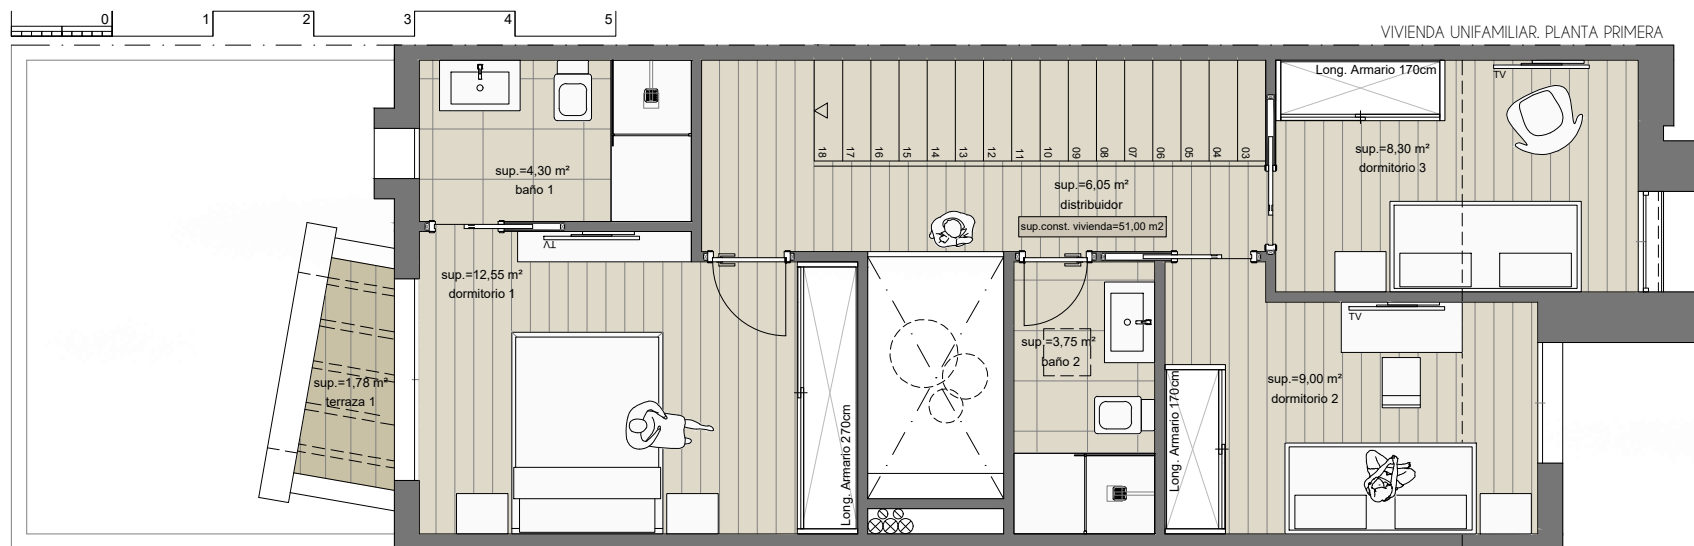 0 1 2 3 4 5
VIVIENDA UNIFAMILIAR. PLANTA PRIMERA
Long. Armario 170cm
TV
sup.=4,30 m²
baño 1
18 17 16 15 14 13 12 11 10 09 08 07 06 05 04 03
sup.=8,30 m²
dormitorio 3
sup.=6,05 m²
distribuidor
sup.const. vivienda=51,00 m2
TV
sup.=12,55 m²
dormitorio 1
sup.=3,75 m²
baño 2
TV
sup.=1,78 m²
terraza 1
sup.=9,00 m²
dormitorio 2
Long. Armario 270cm
Long. Armario 170cm